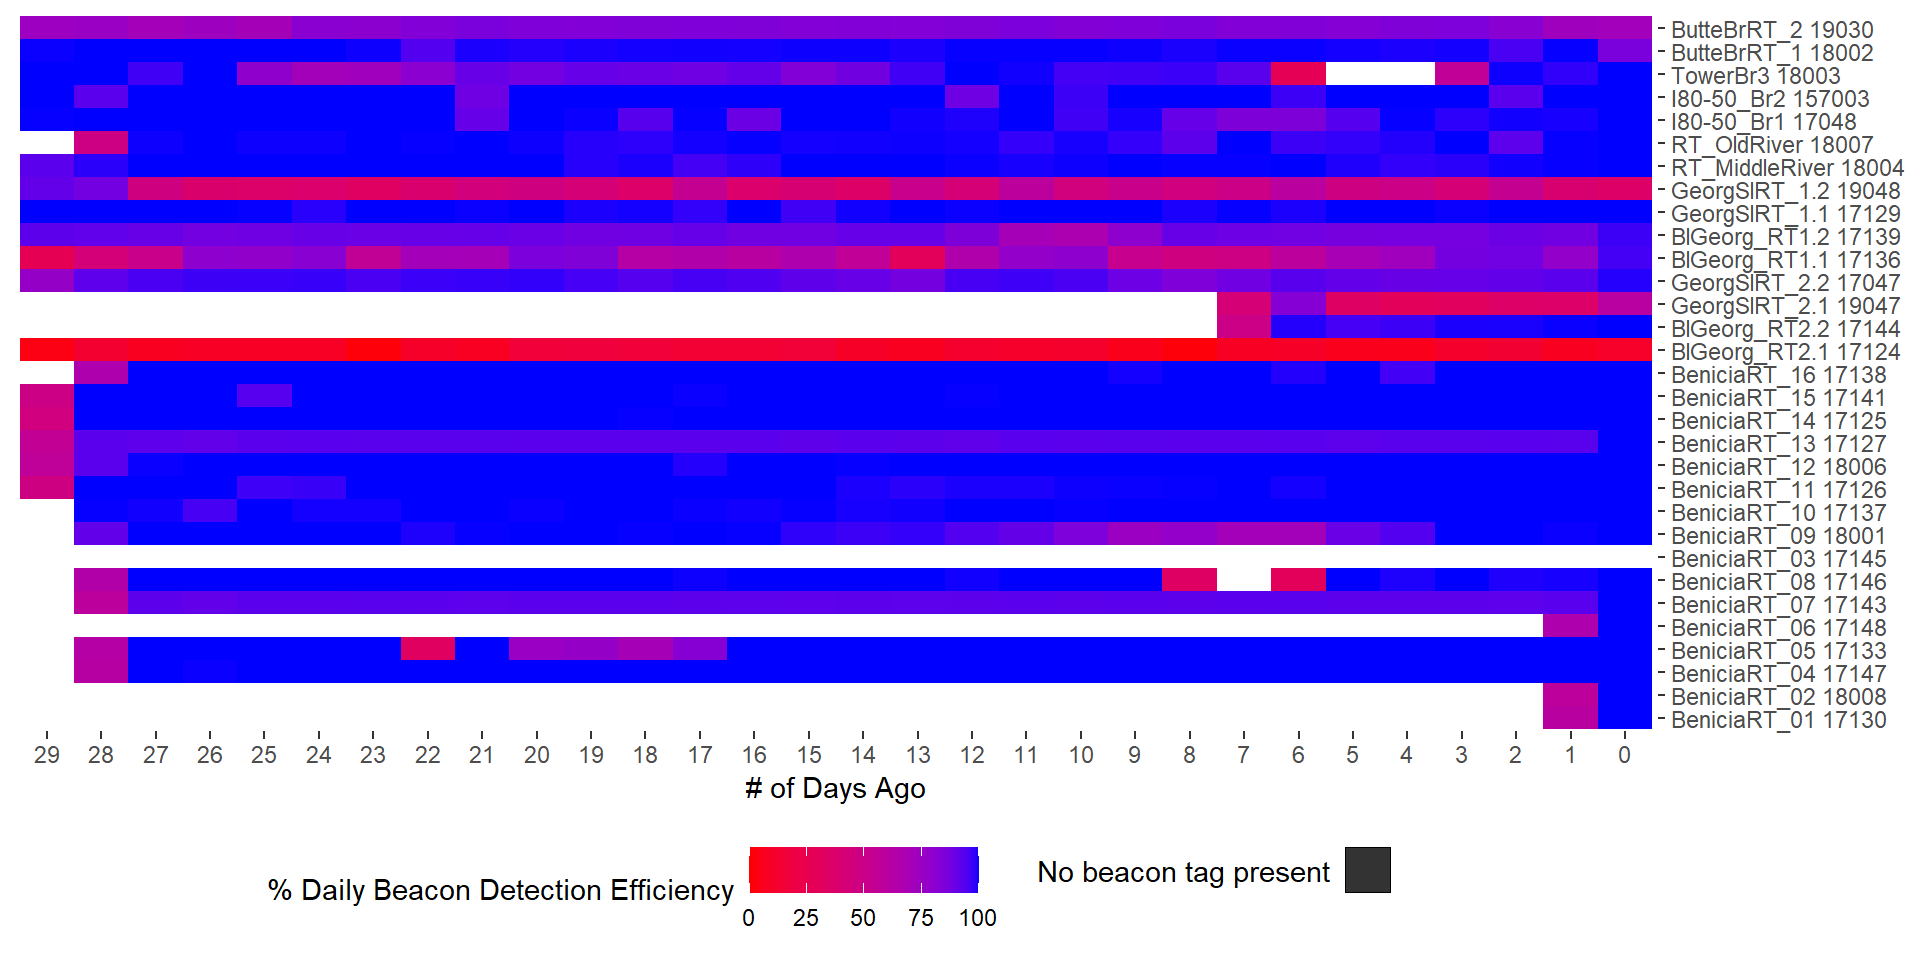 ButteBrRT_2 19030
ButteBrRT_1 18002
TowerBr3 18003
I80-50_Br2 157003
I80-50_Br1 17048
RT_OldRiver 18007
RT_MiddleRiver 18004
GeorgSlRT_1.2 19048
GeorgSlRT_1.1 17129
BlGeorg_RT1.2 17139
BlGeorg_RT1.1 17136
GeorgSlRT_2.2 17047
GeorgSlRT_2.1 19047
BlGeorg_RT2.2 17144
BlGeorg_RT2.1 17124
BeniciaRT_16 17138
BeniciaRT_15 17141
BeniciaRT_14 17125
BeniciaRT_13 17127
BeniciaRT_12 18006
BeniciaRT_11 17126
BeniciaRT_10 17137
BeniciaRT_09 18001
BeniciaRT_03 17145
BeniciaRT_08 17146
BeniciaRT_07 17143
BeniciaRT_06 17148
BeniciaRT_05 17133
BeniciaRT_04 17147
BeniciaRT_02 18008
BeniciaRT_01 17130
29 28 27 26 25 24 23 22 21 20 19 18 17 16 15 14 13 12 11 10 9 8 7 6 5 4 3 2 1 0
# of Days Ago
% Daily Beacon Detection Efficiency
0 25 50 75 100
No beacon tag present